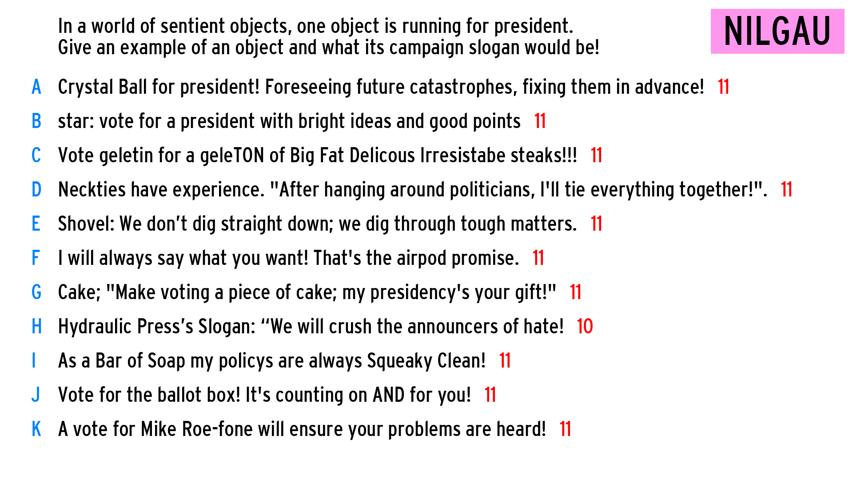 In a world of sentient objects, one object is running for president.
Give an example of an object and what its campaign slogan would be!
NILGAU
A Crystal Ball for president! Foreseeing future catastrophes, fixing them in advance! 11
B star: vote for a president with bright ideas and good points 11
C Vote geletin for a geleTON of Big Fat Delicous Irresistabe steaks!!! 11
D Neckties have experience. "After hanging around politicians, I'll tie everything together!". 11
E Shovel: We don’t dig straight down; we dig through tough matters. 11
F I will always say what you want! That's the airpod promise. 11
G Cake; "Make voting a piece of cake; my presidency's your gift!" 11
H Hydraulic Press’s Slogan: “We will crush the announcers of hate! 10
I As a Bar of Soap my policys are always Squeaky Clean! 11
J Vote for the ballot box! It's counting on AND for you! 11
K A vote for Mike Roe-fone will ensure your problems are heard! 11